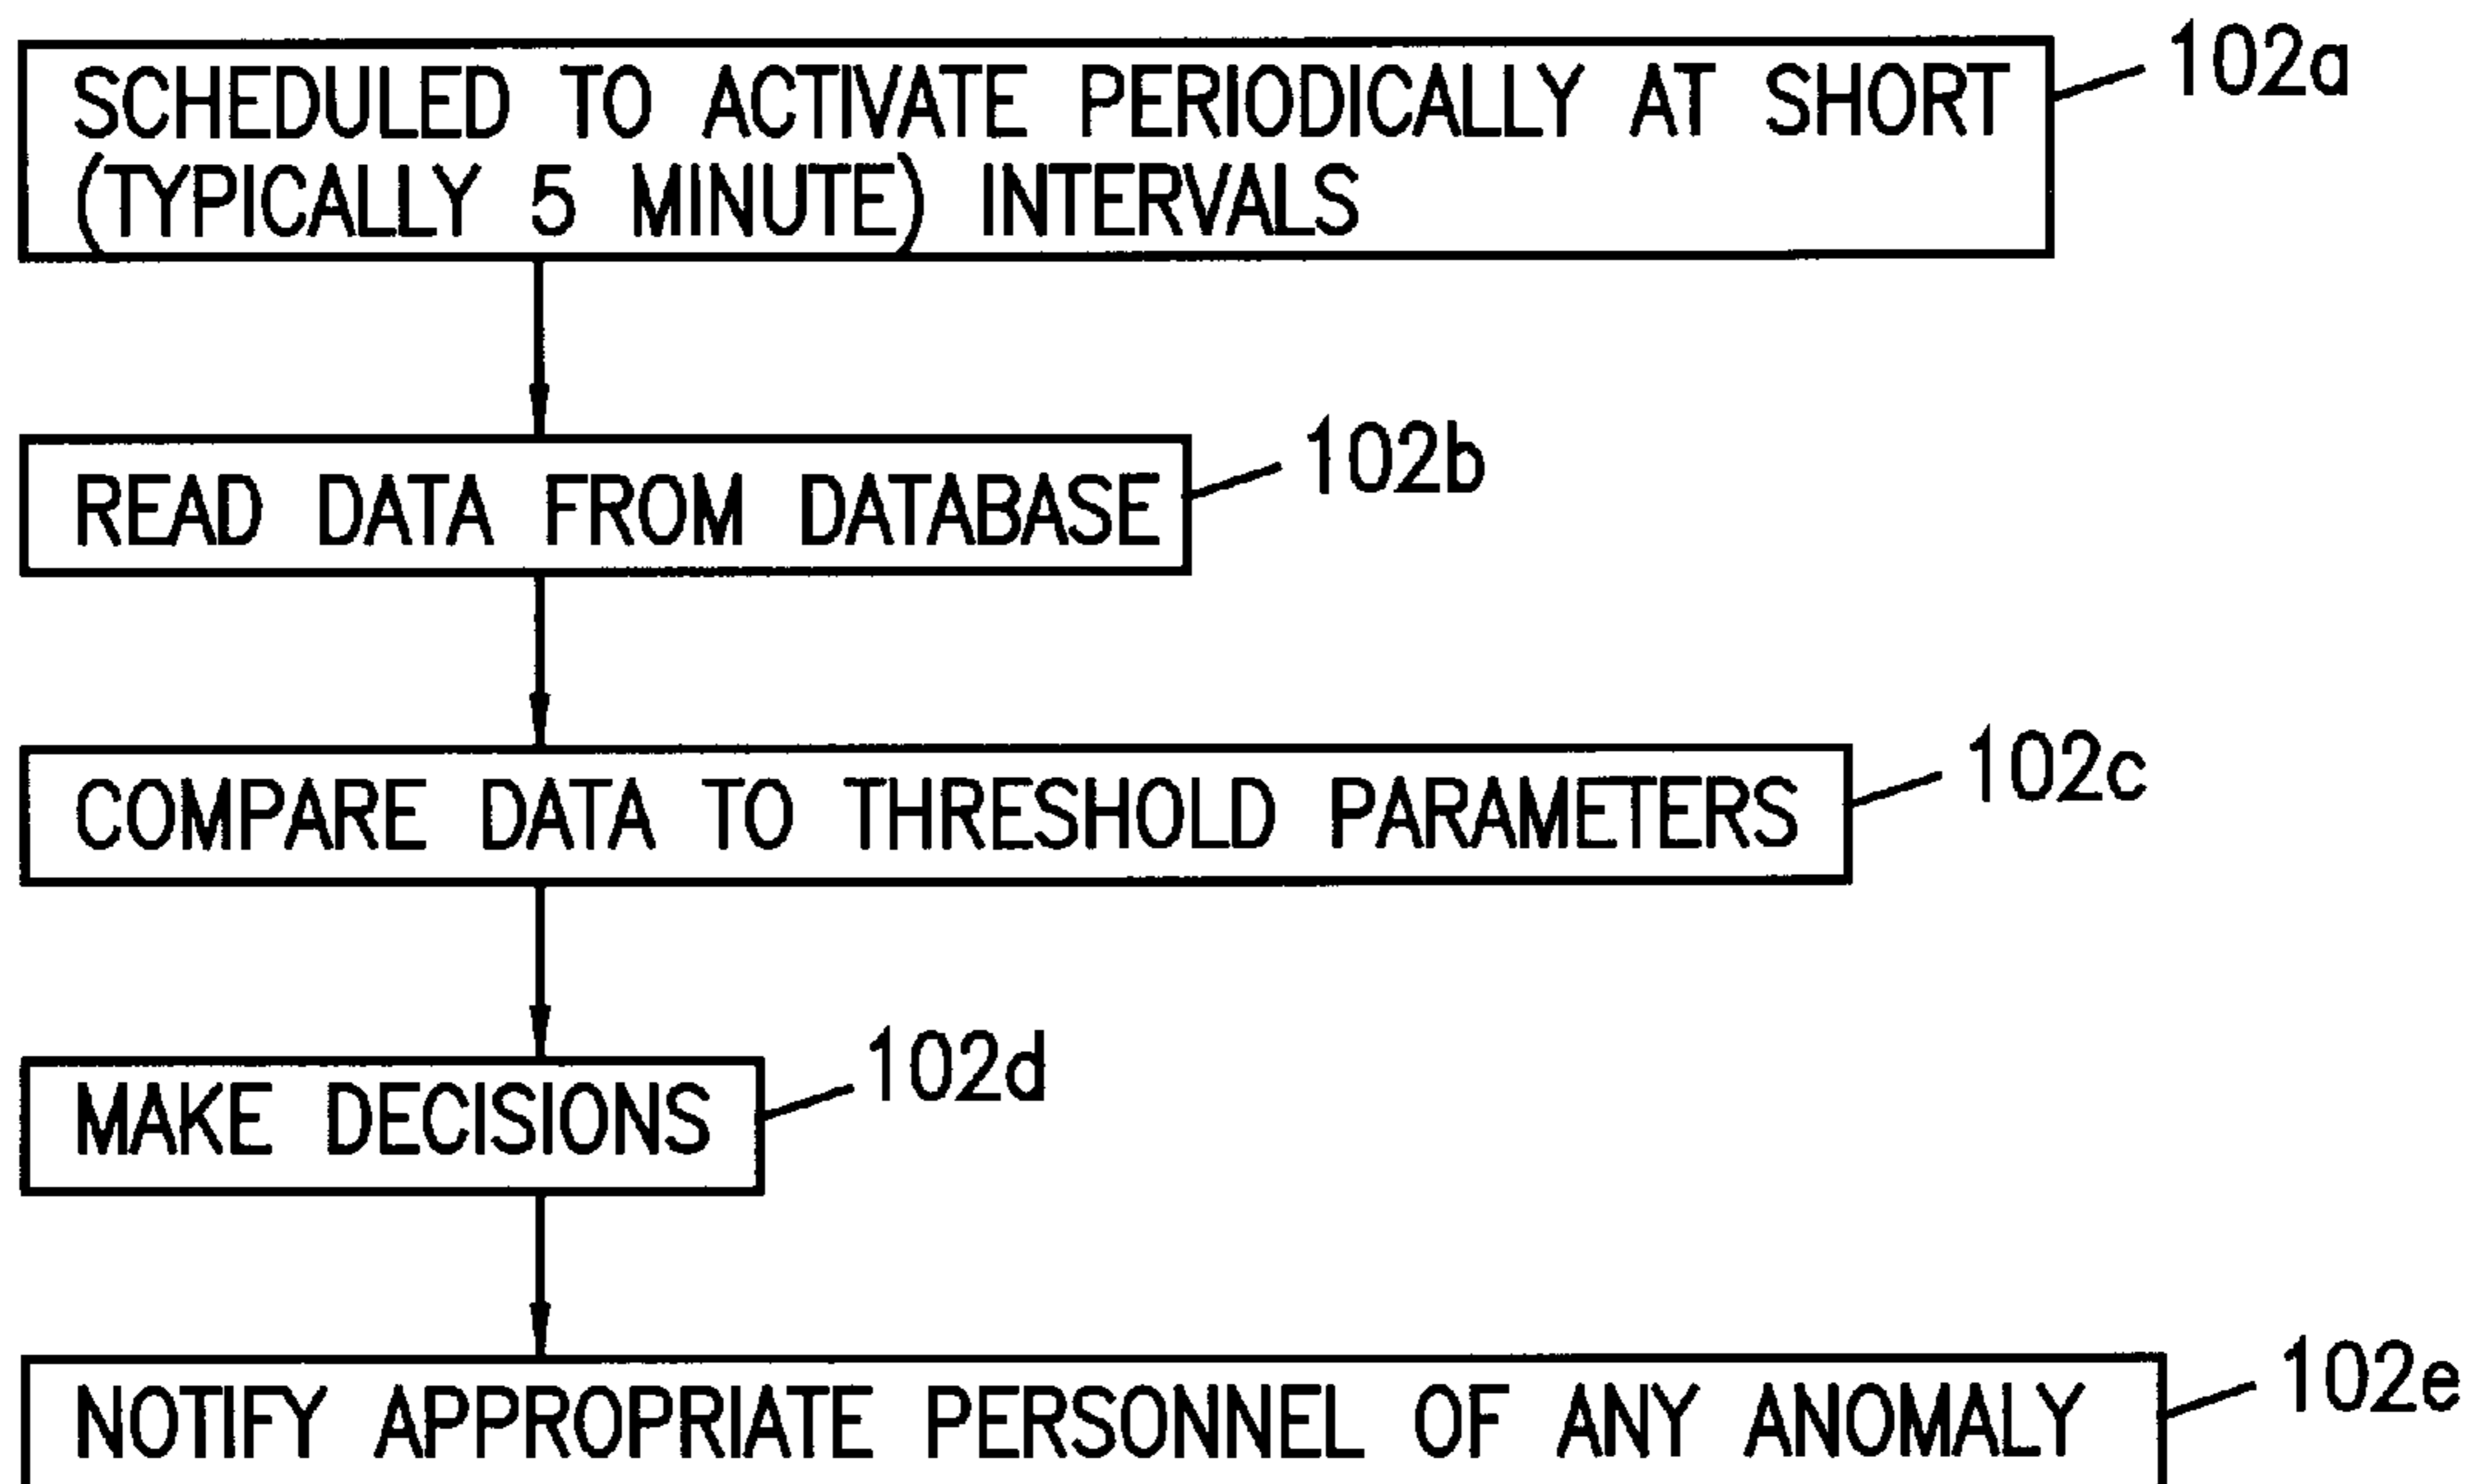 SCHEDULED TO ACTIVATE PERIODICALLY AT SHORT
(TYPICALLY 5 MINUTE) INTERVALS
102a
READ DATA FROM DATABASE
102b
COMPARE DATA TO THRESHOLD PARAMETERS
102c
MAKE DECISIONS
102d
NOTIFY APPROPRIATE PERSONNEL OF ANY ANOMALY
102e